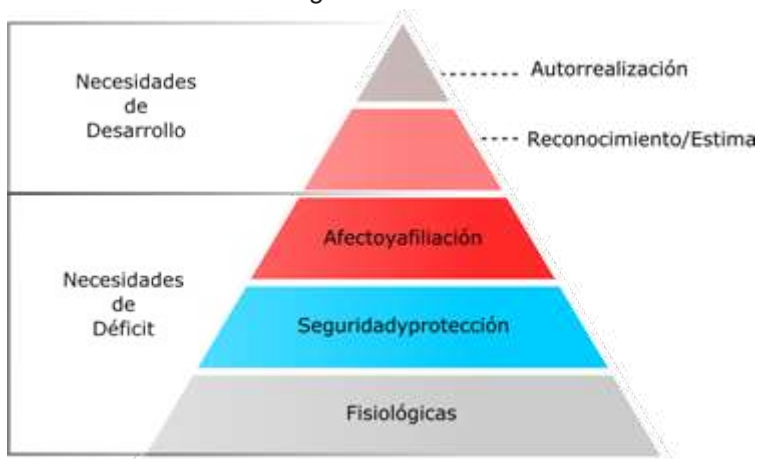 Necesidades
de
Desarrollo
Autorrealización
Reconocimiento/Estima
Afectoyafiliación
Necesidades
de
Déficit
Seguridadyprotección
Fisiológicas